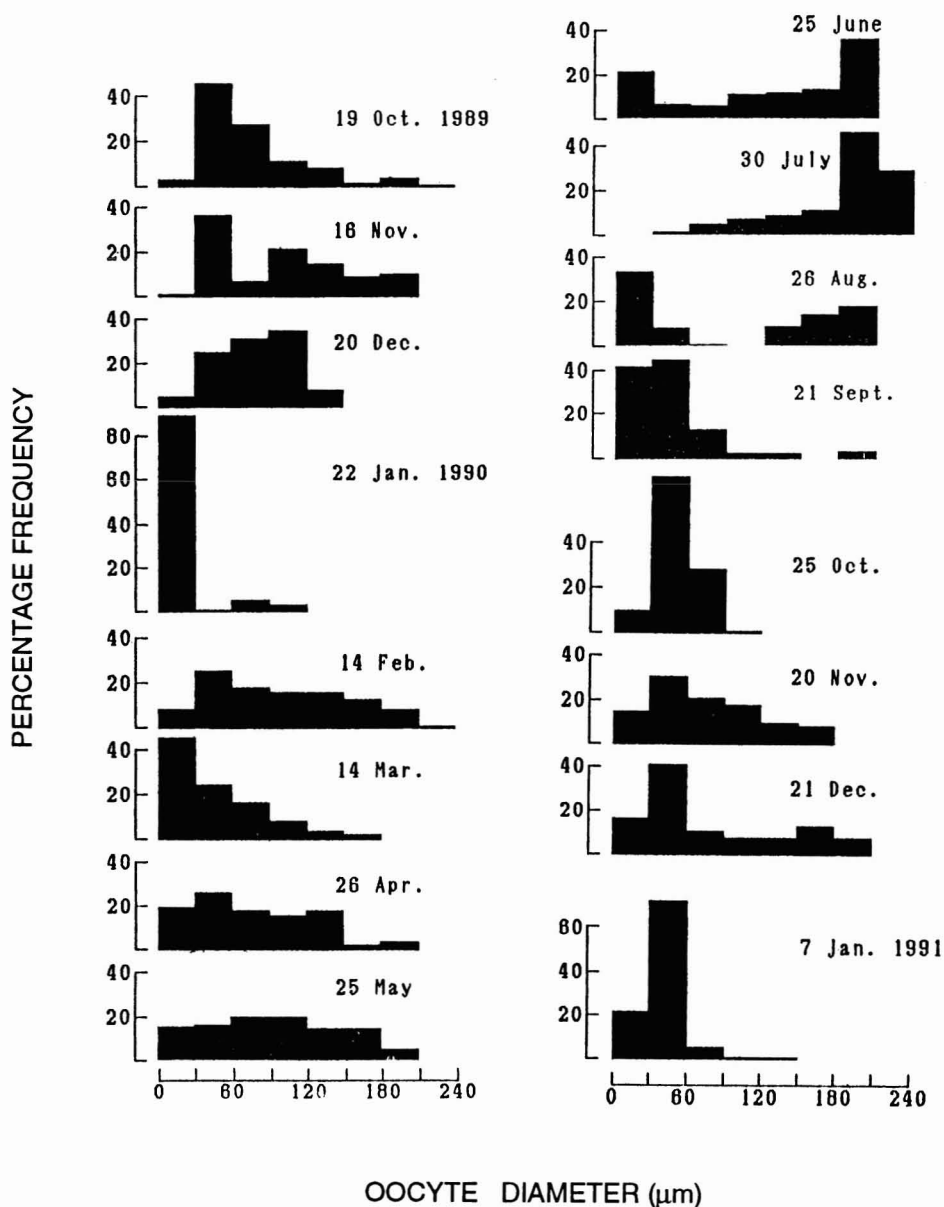 PERCENTAGE FREQUENCY
40
19 Oct. 1989
20
40
16 Nov.
20
40
20 Dec.
20
80
22 Jan. 1990
60
40
20
40
14 Feb.
20
40
14 Mar.
20
40
26 Apr.
20
40
25 May
20
0 60 120 180 240
25 June
40
20
30 July
40
20
26 Aug.
40
20
21 Sept.
40
20
40
25 Oct.
20
40
20 Nov.
20
40
21 Dec.
20
60
7 Jan. 1991
40
20
0 60 120 180 240
OOCYTE DIAMETER (µm)